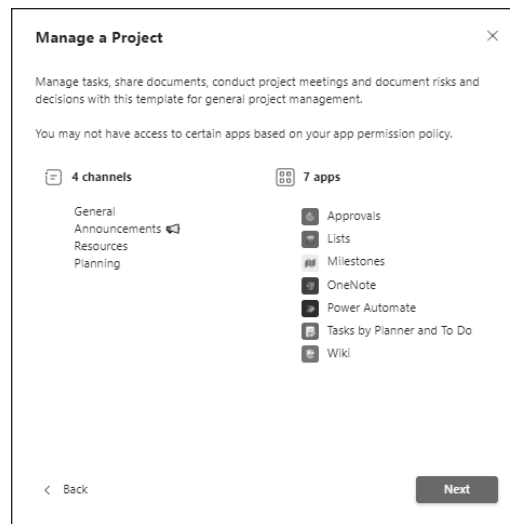 Manage a Project
Manage tasks, share documents, conduct project meetings and document risks and
decisions with this template for general project management.
You may not have access to certain apps based on your app permission policy.
4 channels
General
Announcements
Resources
Planning
7 apps
Approvals
Lists
Milestones
OneNote
Power Automate
Tasks by Planner and To Do
Wiki
Back
Next